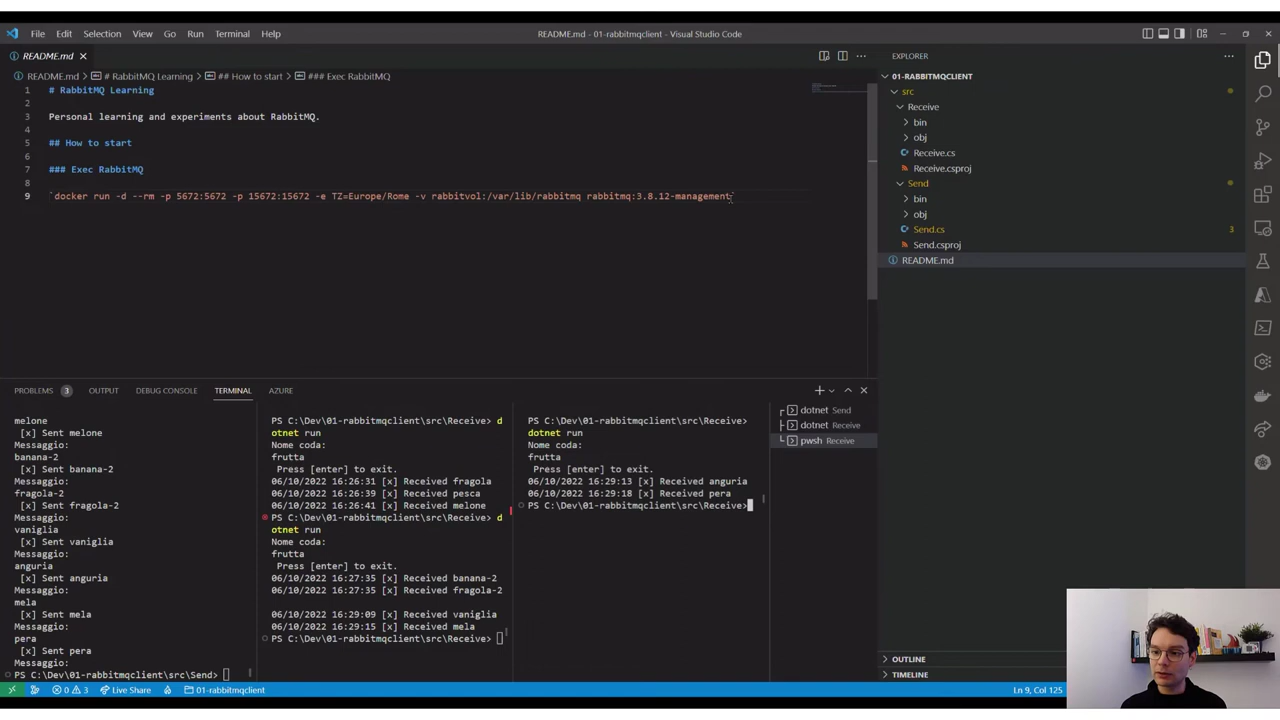 File Edit Selection View Go Run Terminal Help
README.md - 01-rabbitmqclient - Visual Studio Code
README.md
README.md > # RabbitMQ Learning > ## How to start > ### Exec RabbitMQ
1 # RabbitMQ Learning
2
3 Personal learning and experiments about RabbitMQ.
4
5 ## How to start
6
7 ### Exec RabbitMQ
8
9 `docker run -d --rm -p 5672:5672 -p 15672:15672 -e TZ=Europe/Rome -v rabbitvol:/var/lib/rabbitmq rabbitmq:3.8.12-management`
EXPLORER
01-RABBITMQCLIENT
src
Receive
bin
obj
Receive.cs
Receive.csproj
Send
bin
obj
Send.cs 3
Send.csproj
README.md
OUTLINE
TIMELINE
PROBLEMS 3 OUTPUT DEBUG CONSOLE TERMINAL AZURE
melone
[x] Sent melone
Messaggio:
banana-2
[x] Sent banana-2
Messaggio:
fragola-2
[x] Sent fragola-2
Messaggio:
vaniglia
[x] Sent vaniglia
Messaggio:
anguria
[x] Sent anguria
Messaggio:
mela
[x] Sent mela
Messaggio:
pera
[x] Sent pera
Messaggio:
PS C:\Dev\01-rabbitmqclient\src\Send>
PS C:\Dev\01-rabbitmqclient\src\Receive> d
otnet run
Nome coda:
frutta
Press [enter] to exit.
06/10/2022 16:26:31 [x] Received fragola
06/10/2022 16:26:39 [x] Received pesca
06/10/2022 16:26:41 [x] Received melone
PS C:\Dev\01-rabbitmqclient\src\Receive> d
otnet run
Nome coda:
frutta
Press [enter] to exit.
06/10/2022 16:27:35 [x] Received banana-2
06/10/2022 16:27:35 [x] Received fragola-2
06/10/2022 16:29:09 [x] Received vaniglia
06/10/2022 16:29:15 [x] Received mela
PS C:\Dev\01-rabbitmqclient\src\Receive>
PS C:\Dev\01-rabbitmqclient\src\Receive>
dotnet run
Nome coda:
frutta
Press [enter] to exit.
06/10/2022 16:29:13 [x] Received anguria
06/10/2022 16:29:18 [x] Received pera
PS C:\Dev\01-rabbitmqclient\src\Receive>
dotnet Send
dotnet Receive
pwsh Receive
0 3 Live Share 01-rabbitmqclient
Ln 9, Col 125